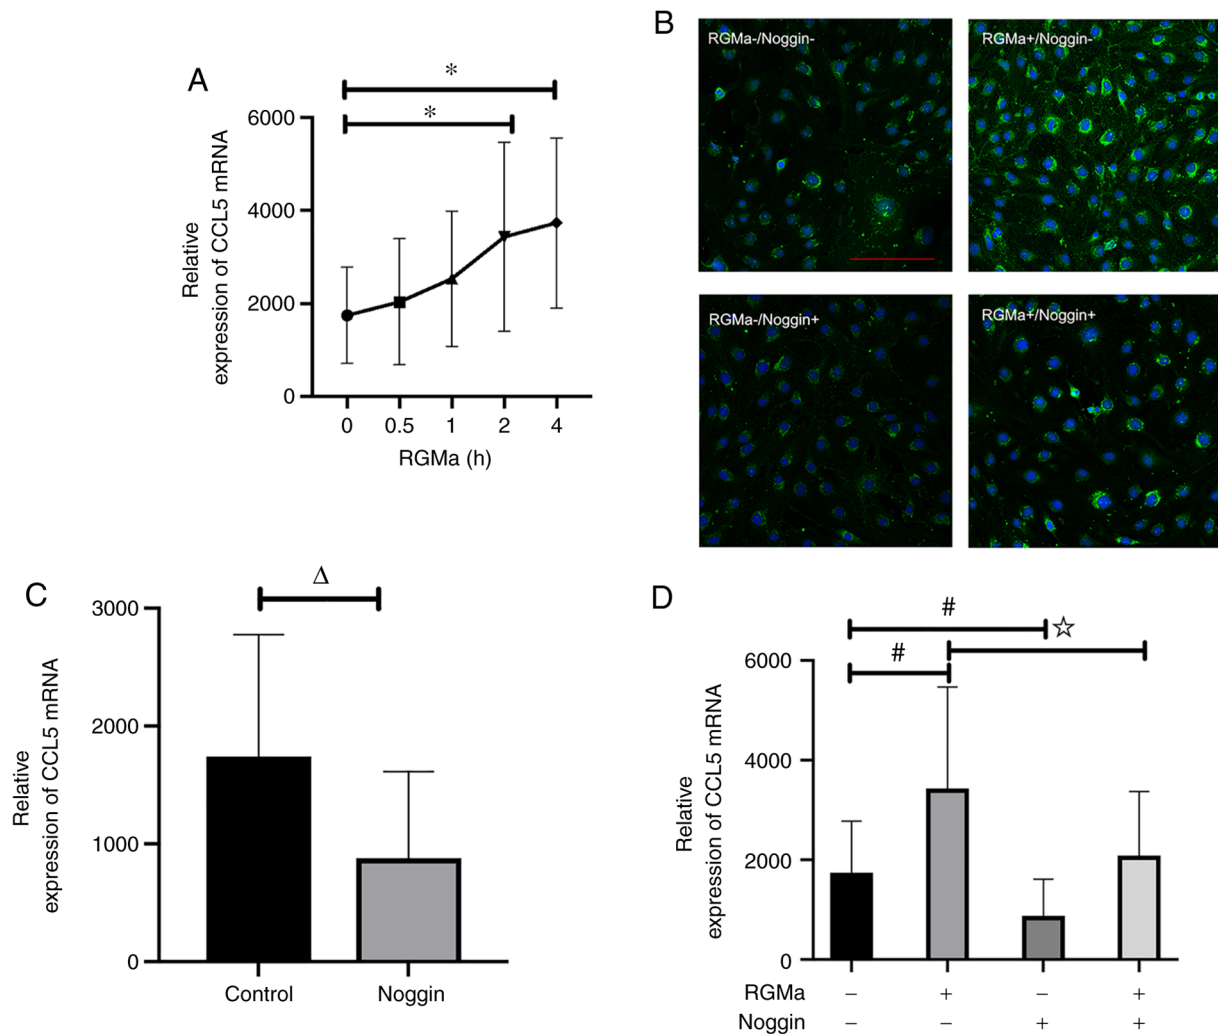 A
*
*
6000
4000
2000
0
Relative
expression of CCL5 mRNA
0 0.5 1 2 4
RGMa (h)
B
RGMa-/Noggin-
RGMa+/Noggin-
RGMa-/Noggin+
RGMa+/Noggin+
C
Δ
3000
2000
1000
0
Relative
expression of CCL5 mRNA
Control Noggin
D
#
☆
#
6000
4000
2000
0
Relative
expression of CCL5 mRNA
RGMa – + – +
Noggin – – + +